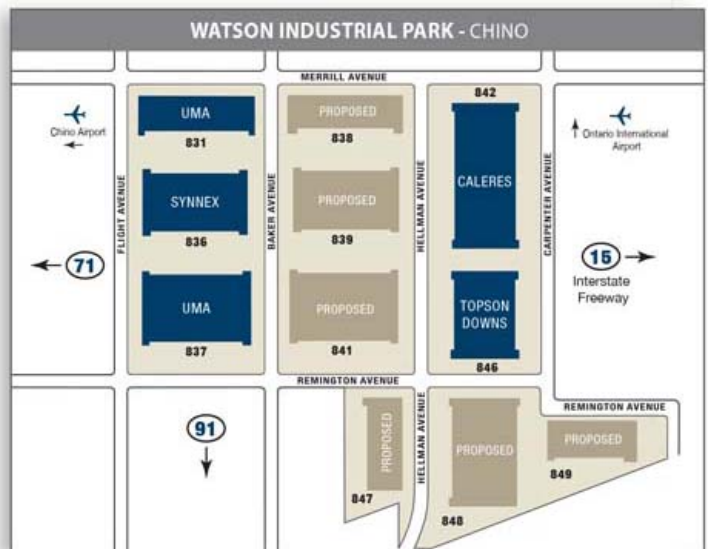 WATSON INDUSTRIAL PARK - CHINO
MERRILL AVENUE
Chino Airport
Ontario International
Airport
FLIGHT AVENUE
BAKER AVENUE
HELLMAN AVENUE
CARPENTER AVENUE
UMA
831
PROPOSED
838
842
CALERES
SYNNEX
836
PROPOSED
839
71
15
Interstate
Freeway
UMA
837
PROPOSED
841
TOPSON
DOWNS
846
REMINGTON AVENUE
REMINGTON AVENUE
91
PROPOSED
847
HELLMAN AVENUE
PROPOSED
848
PROPOSED
849